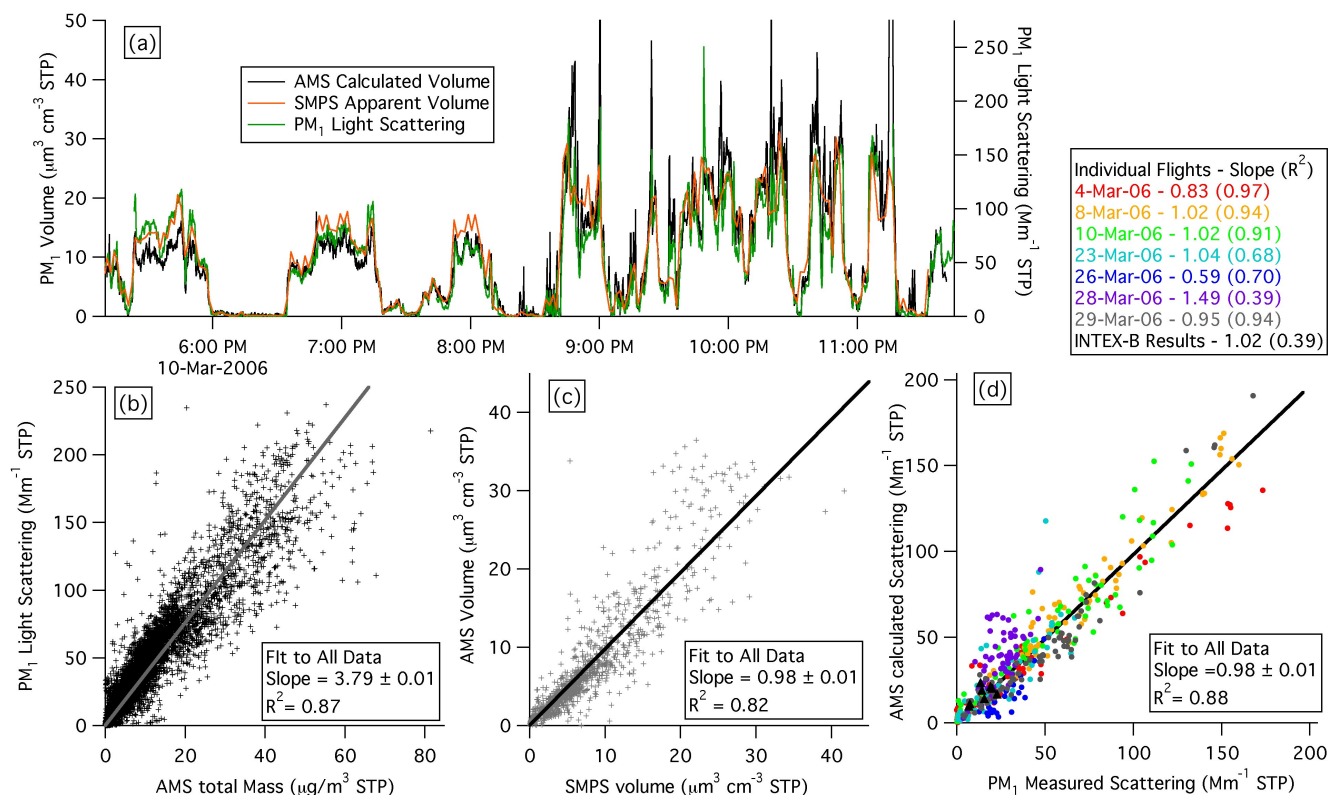 (a)
PM1 Volume (μm³ cm⁻³ STP)
50
40
30
20
10
0
AMS Calculated Volume
SMPS Apparent Volume
PM1 Light Scattering
250
200
150
100
50
0
PM1 Light Scattering (Mm⁻¹ STP)
6:00 PM 7:00 PM 8:00 PM 9:00 PM 10:00 PM 11:00 PM
10-Mar-2006
Individual Flights - Slope (R²)
4-Mar-06 - 0.83 (0.97)
8-Mar-06 - 1.02 (0.94)
10-Mar-06 - 1.02 (0.91)
23-Mar-06 - 1.04 (0.68)
26-Mar-06 - 0.59 (0.70)
28-Mar-06 - 1.49 (0.39)
29-Mar-06 - 0.95 (0.94)
INTEX-B Results - 1.02 (0.39)
(b)
PM1 Light Scattering (Mm⁻¹ STP)
250
200
150
100
50
0
FIt to All Data
Slope = 3.79 ± 0.01
R²= 0.87
0 20 40 60 80
AMS total Mass (μg/m³ STP)
(c)
AMS Volume (μm³ cm⁻³ STP)
40
30
20
10
0
Fit to All Data
Slope = 0.98 ± 0.01
R² = 0.82
0 10 20 30 40
SMPS volume (μm³ cm⁻³ STP)
(d)
AMS calculated Scattering (Mm⁻¹ STP)
200
150
100
50
0
Fit to All Data
Slope =0.98 ± 0.01
R² = 0.88
0 50 100 150 200
PM1 Measured Scattering (Mm⁻¹ STP)